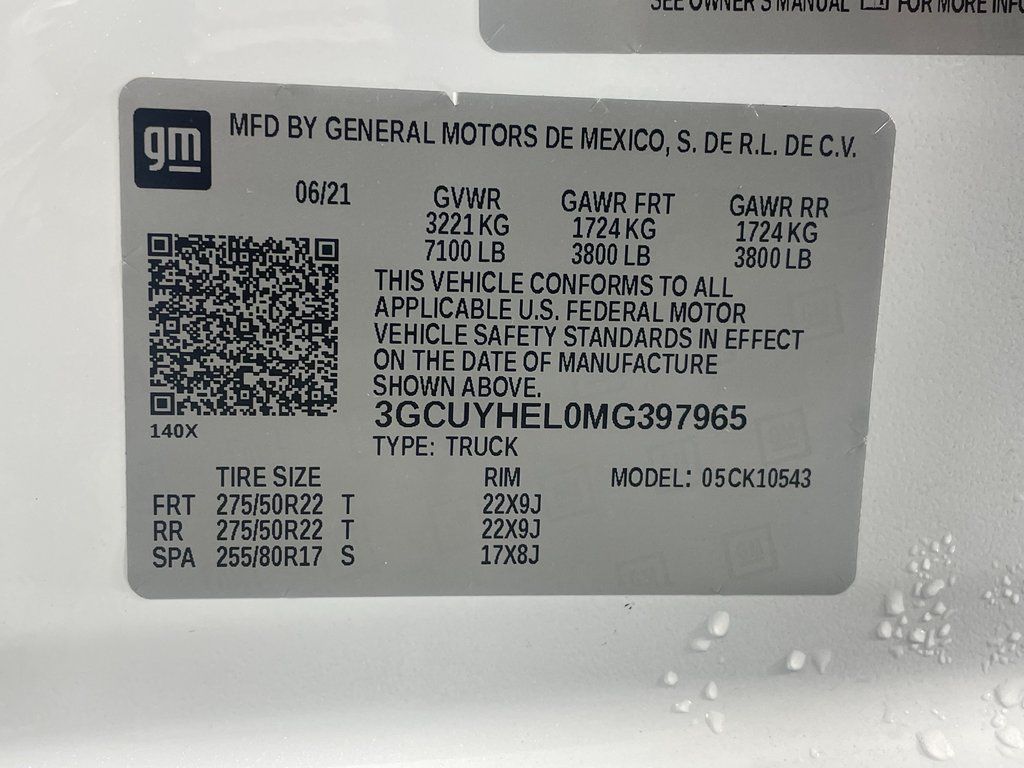 SEE OWNER'S MANUAL FOR MORE INFO
gm
MFD BY GENERAL MOTORS DE MEXICO, S. DE R.L. DE C.V.
06/21 GVWR GAWR FRT GAWR RR
3221 KG 1724 KG 1724 KG
7100 LB 3800 LB 3800 LB
THIS VEHICLE CONFORMS TO ALL
APPLICABLE U.S. FEDERAL MOTOR
VEHICLE SAFETY STANDARDS IN EFFECT
ON THE DATE OF MANUFACTURE
SHOWN ABOVE.
3GCUYHEL0MG397965
140X
TYPE: TRUCK
TIRE SIZE RIM MODEL: 05CK10543
FRT 275/50R22 T 22X9J
RR 275/50R22 T 22X9J
SPA 255/80R17 S 17X8J